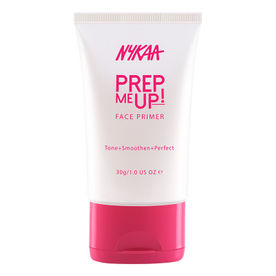 NYKAA
PREP
ME UP!
FACE PRIMER
Tone+Smoothen+Perfect
30g/1.0 US OZ ℮